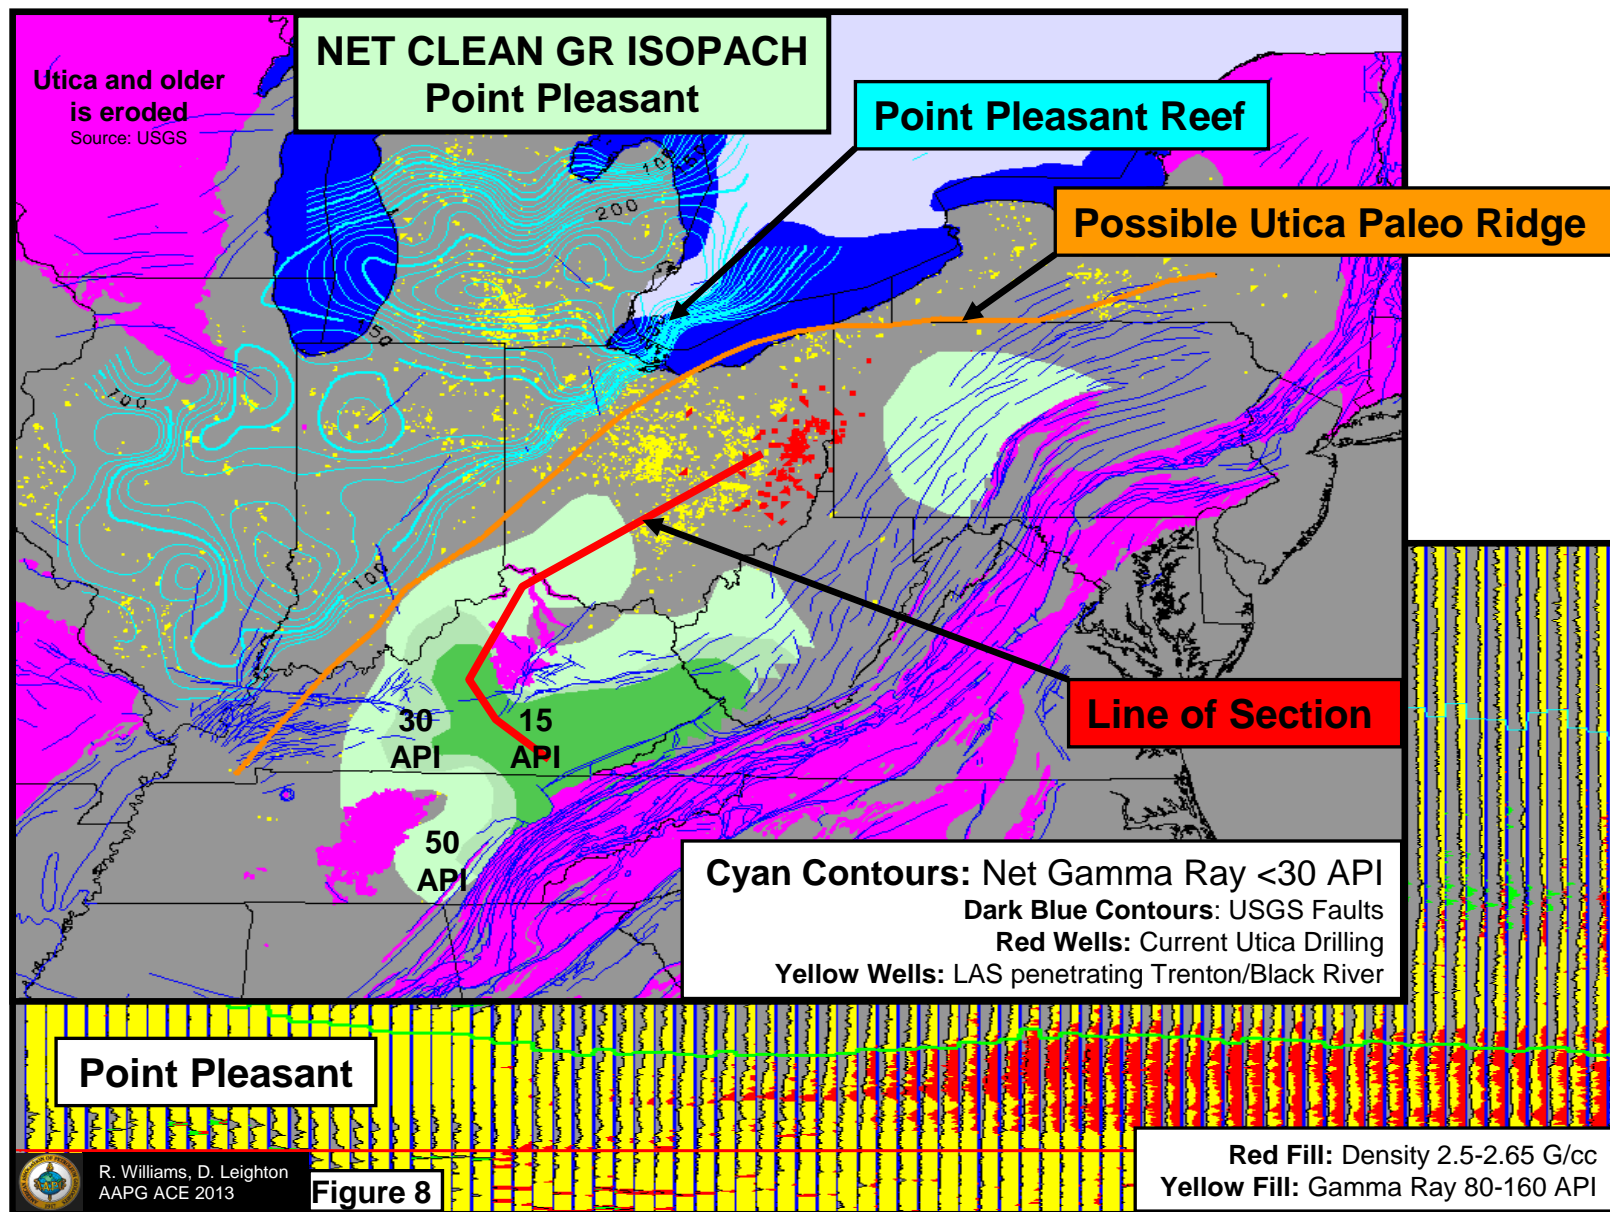 NET CLEAN GR ISOPACH
Point Pleasant
Utica and older
is eroded
Source: USGS
Point Pleasant Reef
Possible Utica Paleo Ridge
200
150
100
100
30
API
15
API
50
API
Line of Section
Cyan Contours: Net Gamma Ray <30 API
Dark Blue Contours: USGS Faults
Red Wells: Current Utica Drilling
Yellow Wells: LAS penetrating Trenton/Black River
Point Pleasant
R. Williams, D. Leighton
AAPG ACE 2013
Figure 8
Red Fill: Density 2.5-2.65 G/cc
Yellow Fill: Gamma Ray 80-160 API